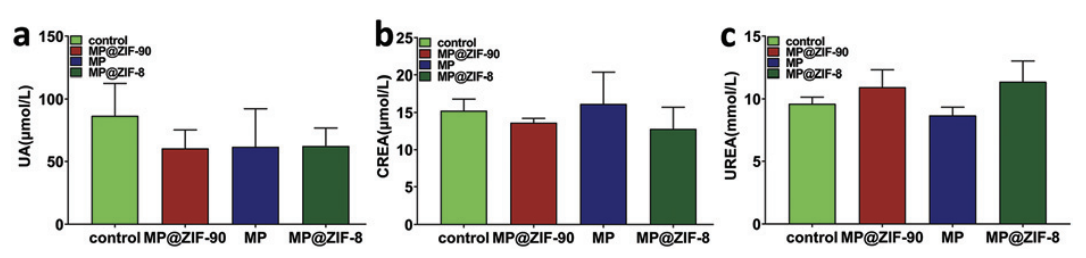 a
UA(μmol/L)
150
100
50
0
control
MP@ZIF-90
MP
MP@ZIF-8
control MP@ZIF-90 MP MP@ZIF-8
b
CREA(μmol/L)
25
20
15
10
5
0
control
MP@ZIF-90
MP
MP@ZIF-8
control MP@ZIF-90 MP MP@ZIF-8
c
UREA(mmol/L)
15
10
5
0
control
MP@ZIF-90
MP
MP@ZIF-8
control MP@ZIF-90 MP MP@ZIF-8